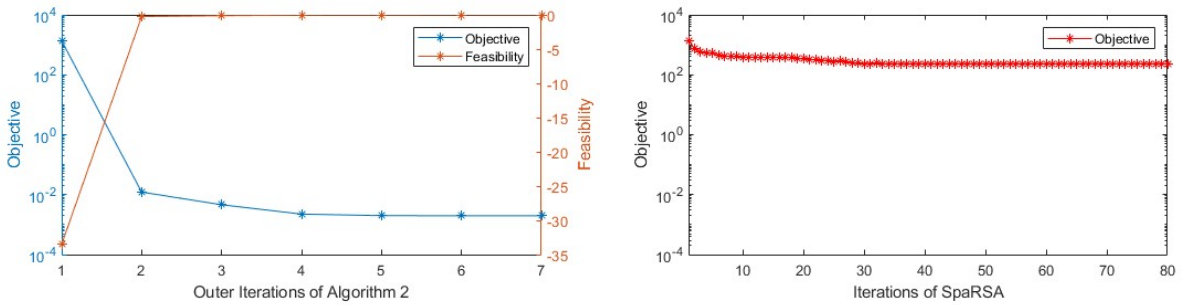 10^4
10^2
10^0
10^-2
10^-4
Objective
0
-5
-10
-15
-20
-25
-30
-35
Feasibility
Objective
Feasibility
1 2 3 4 5 6 7
Outer Iterations of Algorithm 2
10^4
10^2
10^0
10^-2
10^-4
Objective
Objective
10 20 30 40 50 60 70 80
Iterations of SpaRSA